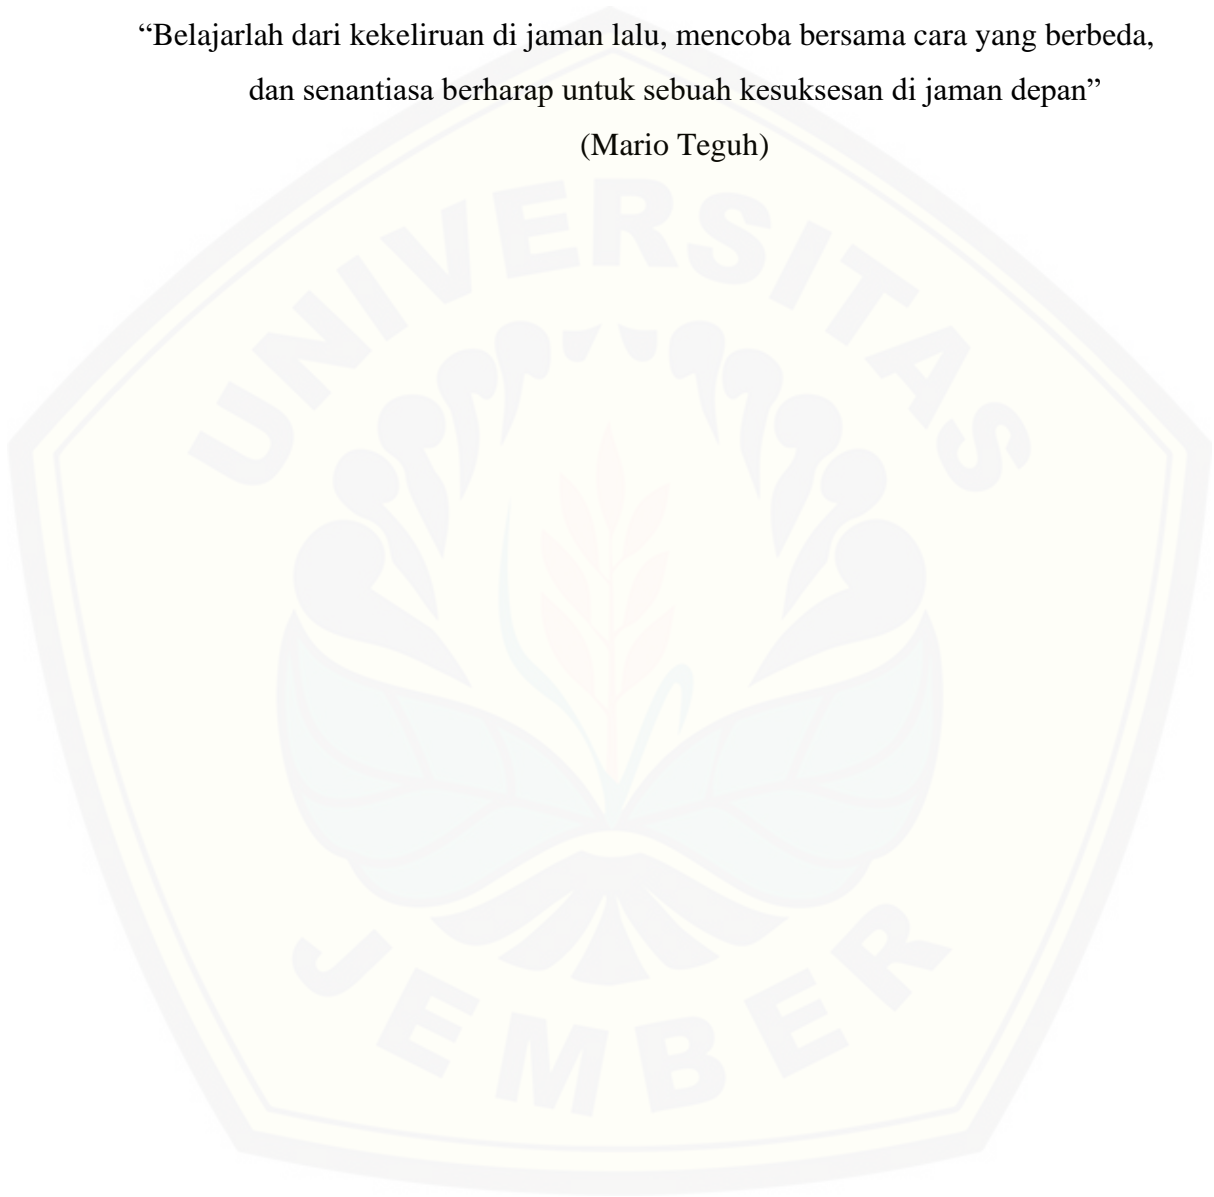 “Belajarlah dari kekeliruan di jaman lalu, mencoba bersama cara yang berbeda,
dan senantiasa berharap untuk sebuah kesuksesan di jaman depan”
(Mario Teguh)
UNIVERSITAS
JEMBER